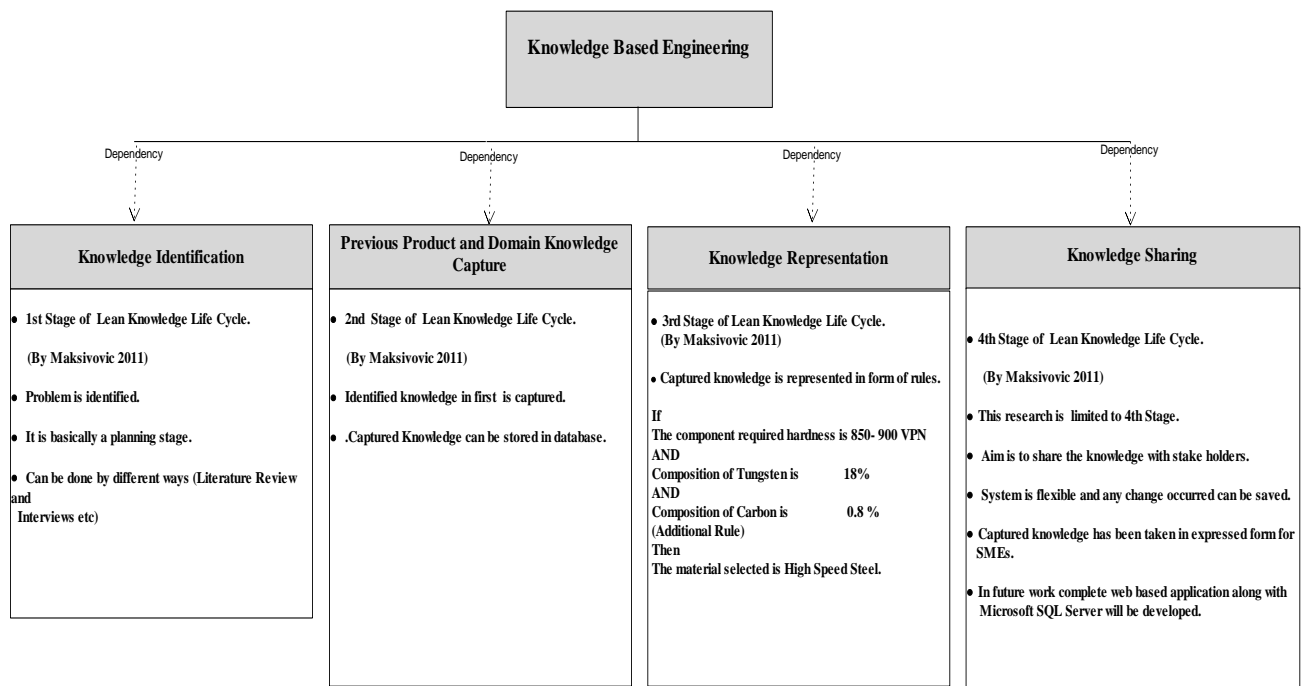 Knowledge Based Engineering
Dependency
Dependency
Dependency
Dependency
Knowledge Identification
● 1st Stage of Lean Knowledge Life Cycle.
(By Maksivovic 2011)
● Problem is identified.
● It is basically a planning stage.
● Can be done by different ways (Literature Review
and
Interviews etc)
Previous Product and Domain Knowledge
Capture
● 2nd Stage of Lean Knowledge Life Cycle.
(By Maksivovic 2011)
● Identified knowledge in first is captured.
● .Captured Knowledge can be stored in database.
Knowledge Representation
● 3rd Stage of Lean Knowledge Life Cycle.
(By Maksivovic 2011)
● Captured knowledge is represented in form of rules.
If
The component required hardness is 850- 900 VPN
AND
Composition of Tungsten is 18%
AND
Composition of Carbon is 0.8 %
(Additional Rule)
Then
The material selected is High Speed Steel.
Knowledge Sharing
● 4th Stage of Lean Knowledge Life Cycle.
(By Maksivovic 2011)
● This research is limited to 4th Stage.
● Aim is to share the knowledge with stake holders.
● System is flexible and any change occurred can be saved.
● Captured knowledge has been taken in expressed form for
SMEs.
● In future work complete web based application along with
Microsoft SQL Server will be developed.